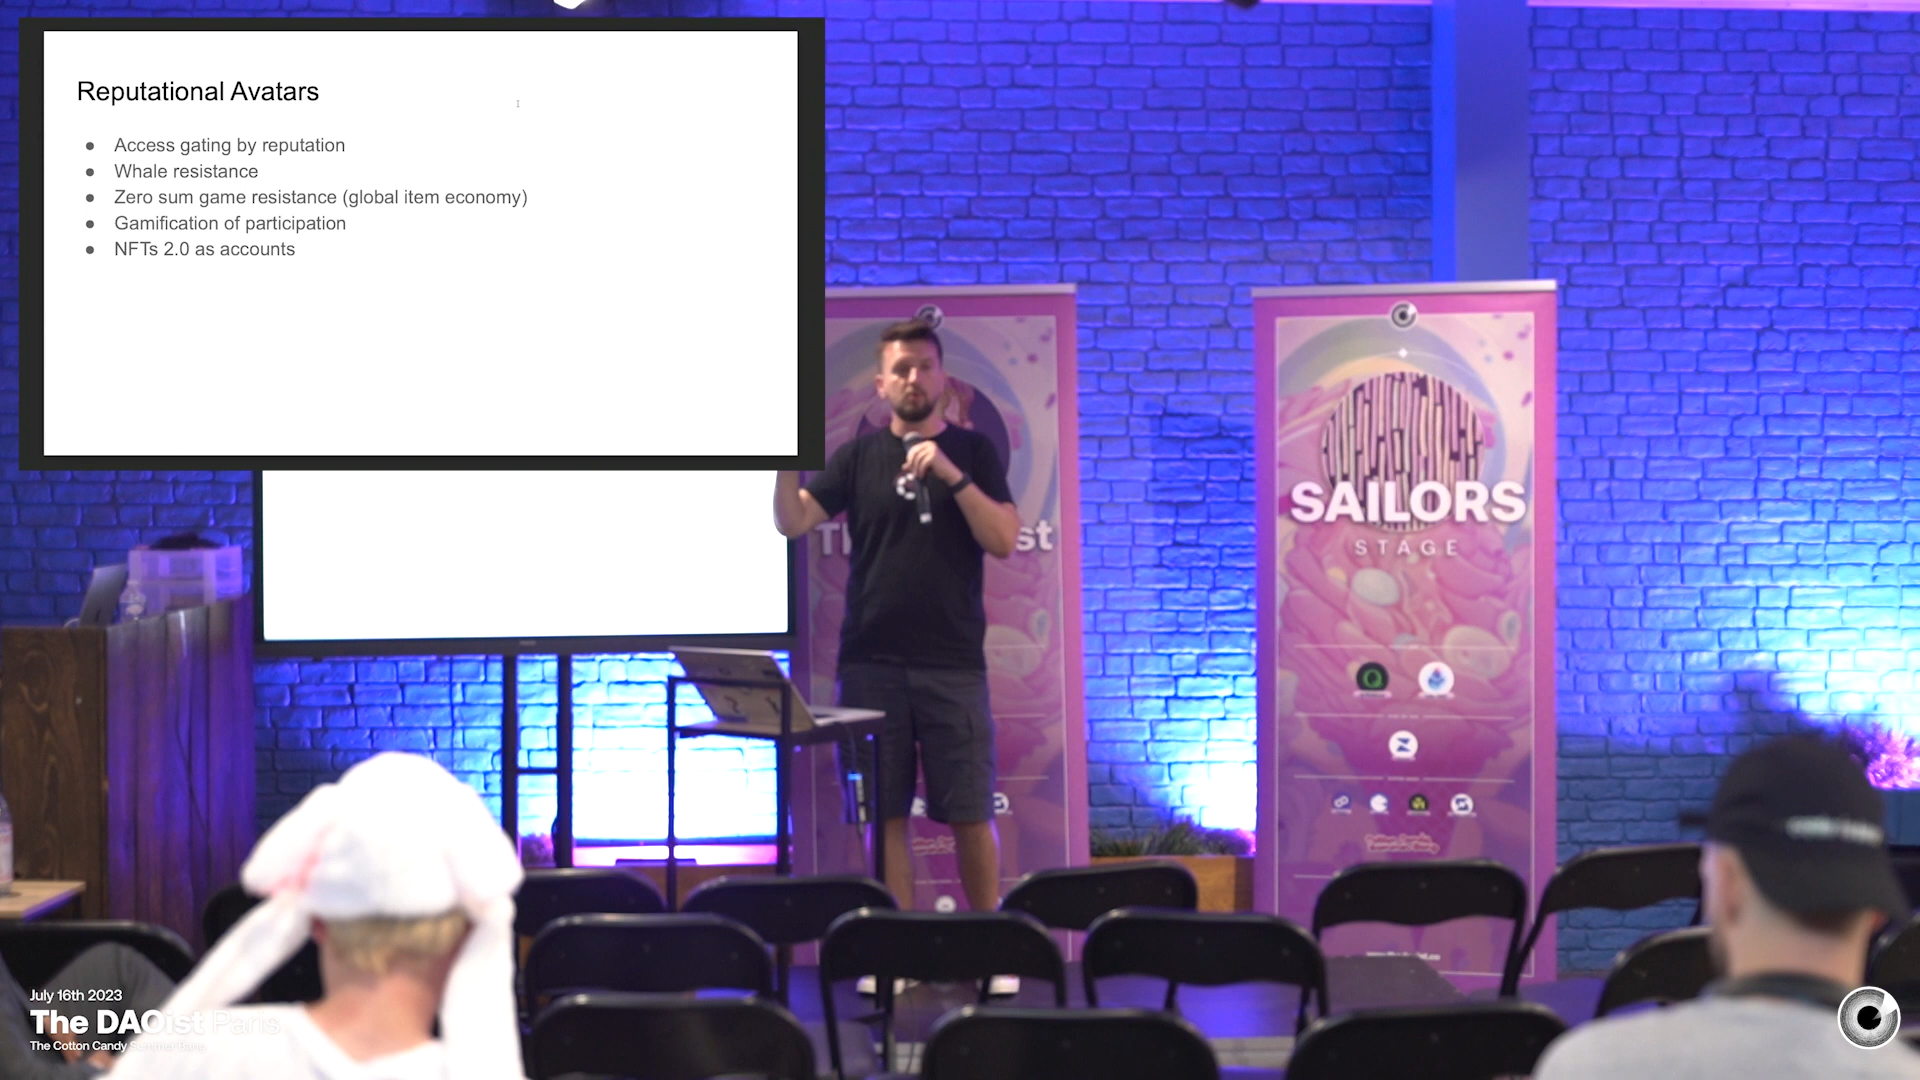 Reputational Avatars
● Access gating by reputation
● Whale resistance
● Zero sum game resistance (global item economy)
● Gamification of participation
● NFTs 2.0 as accounts
SAILORS
STAGE
July 16th 2023
The DAOist Paris
The Cotton Candy